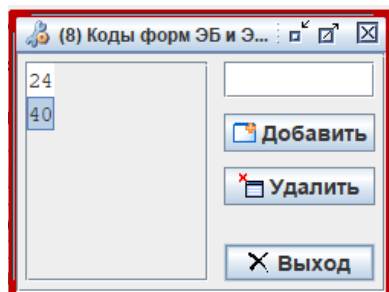 (8) Коды форм ЭБ и Э...
24
40
Добавить
Удалить
Выход